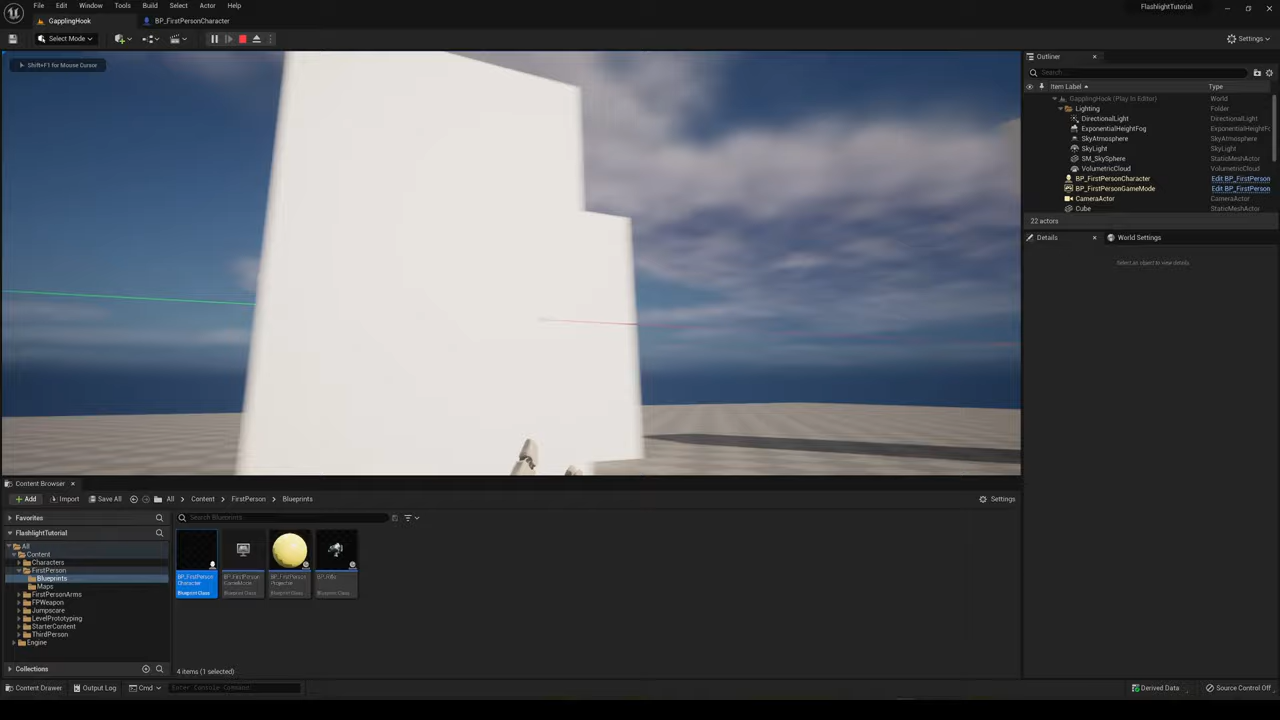 File Edit Window Tools Build Select Actor Help
FlashlightTutorial
GapplingHook BP_FirstPersonCharacter
Select Mode Settings
Shift+F1 for Mouse Cursor
Outliner
Search...
Item Label Type
GapplingHook (Play In Editor) World
Lighting Folder
DirectionalLight DirectionalLight
ExponentialHeightFog ExponentialHeightFo
SkyAtmosphere SkyAtmosphere
SkyLight SkyLight
SM_SkySphere StaticMeshActor
VolumetricCloud VolumetricCloud
BP_FirstPersonCharacter Edit BP_FirstPerson
BP_FirstPersonGameMode Edit BP_FirstPerson
CameraActor CameraActor
Cube StaticMeshActor
22 actors
Details World Settings
Select an object to view details.
Content Browser
Add Import Save All All Content FirstPerson Blueprints Settings
Favorites
Search Blueprints
FlashlightTutorial
All
Content
Characters
FirstPerson
Blueprints
Maps
FirstPersonArms
FPWeapon
Jumpscare
LevelPrototyping
StarterContent
ThirdPerson
Engine
BP_FirstPerson Character Blueprint Class
BP_FirstPerson GameMode Blueprint Class
BP_FirstPerson Projectile Blueprint Class
BP_Rifle Blueprint Class
4 items (1 selected)
Collections
Content Drawer Output Log Cmd Enter Console Command Derived Data Source Control Off